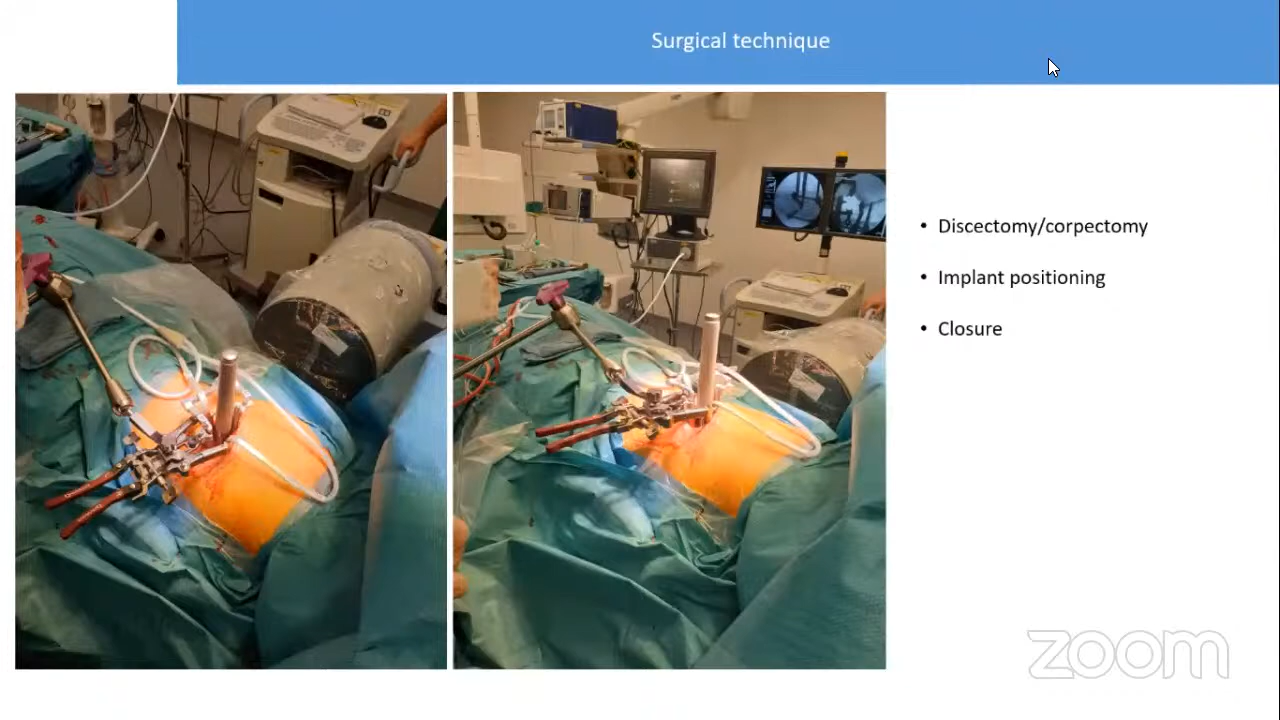 Surgical technique
• Discectomy/corpectomy
• Implant positioning
• Closure
zoom